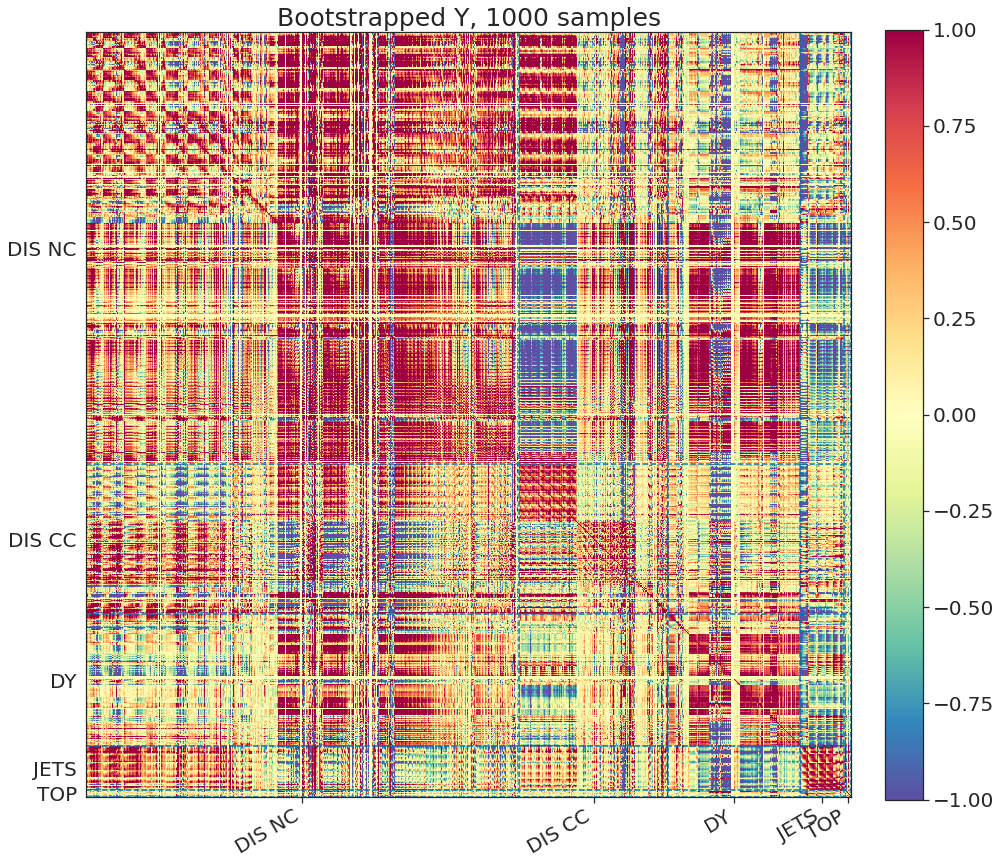 Bootstrapped Y, 1000 samples
DIS NC
DIS CC
DY
JETS
TOP
DIS NC
DIS CC
DY
JETS
TOP
1.00
0.75
0.50
0.25
0.00
−0.25
−0.50
−0.75
−1.00